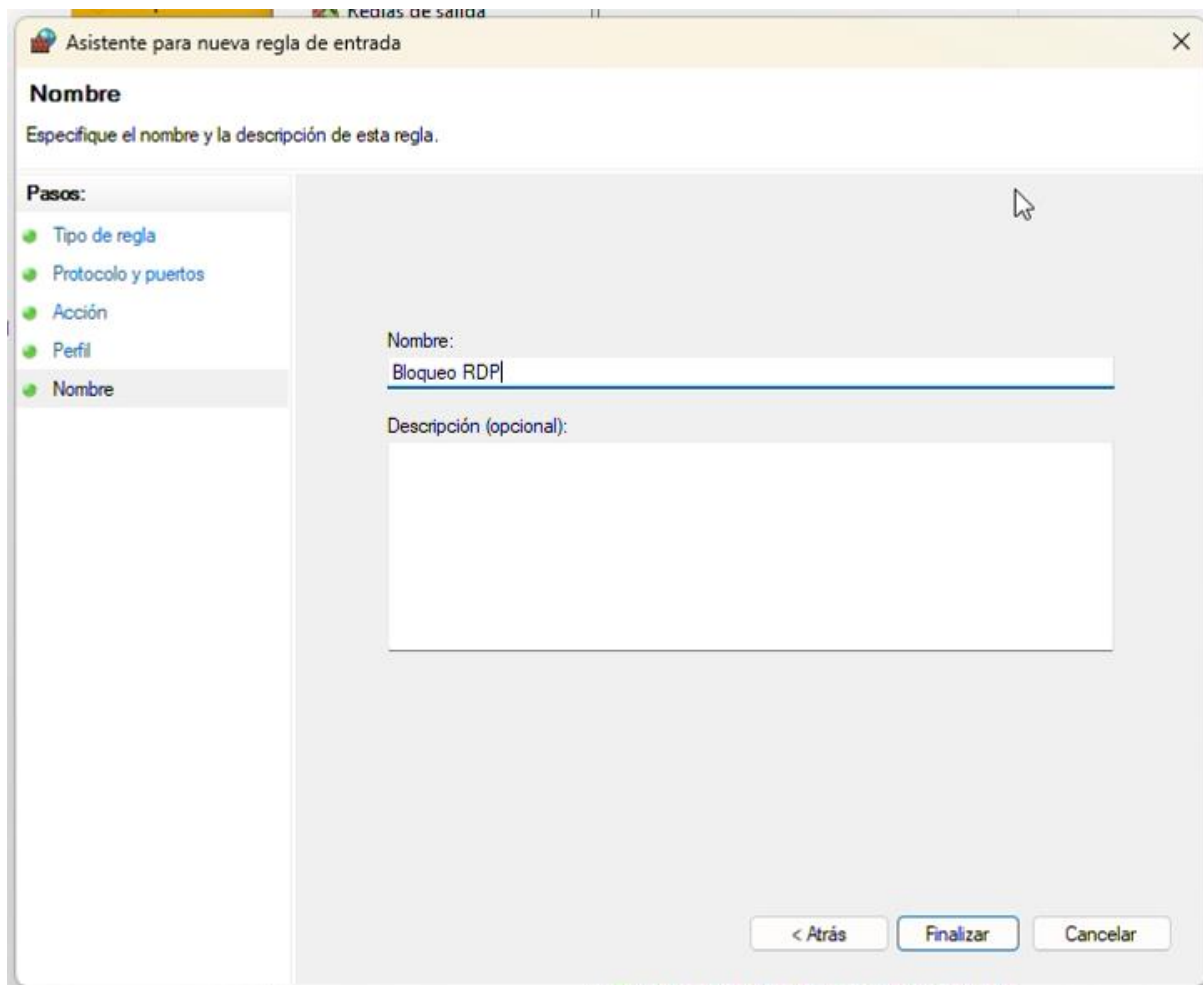 Reglas de salida
Asistente para nueva regla de entrada
Nombre
Especifique el nombre y la descripción de esta regla.
Pasos:
Tipo de regla
Protocolo y puertos
Acción
Perfil
Nombre
Nombre:
Bloqueo RDP
Descripción (opcional):
< Atrás
Finalizar
Cancelar